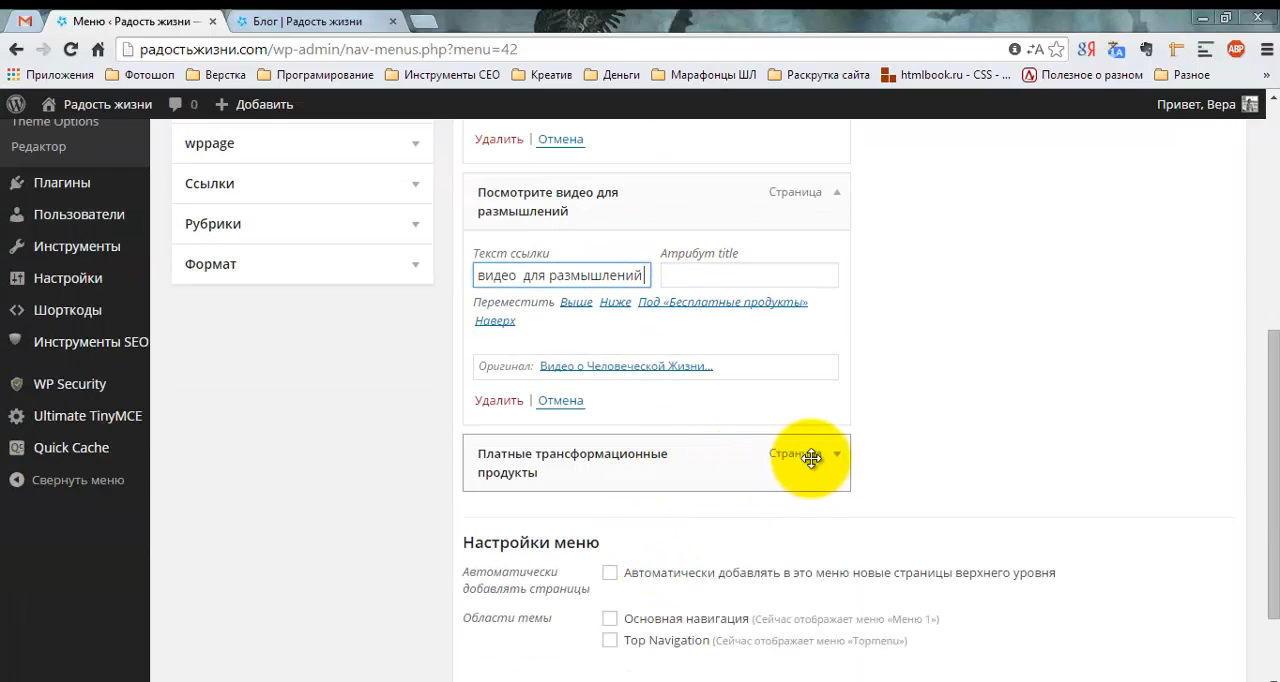 Меню ‹ Радость жизни —
Блог | Радость жизни
радостьжизни.com/wp-admin/nav-menus.php?menu=42
Приложения Фотошоп Верстка Программирование Инструменты СЕО Креатив Деньги Марафоны ШЛ Раскрутка сайта htmlbook.ru - CSS - ... Полезное о разном Разное »
Радость жизни 0 + Добавить Привет, Вера
Theme Options
Редактор
Плагины
Пользователи
Инструменты
Настройки
Шорткоды
Инструменты SEO
WP Security
Ultimate TinyMCE
Quick Cache
Свернуть меню
wppage
Ссылки
Рубрики
Формат
Удалить | Отмена
Посмотрите видео для размышлений Страница
Текст ссылки Атрибут title
видео для размышлений
Переместить Выше Ниже Под «Бесплатные продукты»
Наверх
Оригинал: Видео о Человеческой Жизни...
Удалить | Отмена
Платные трансформационные Страница
продукты
Настройки меню
Автоматически добавлять страницы
Автоматически добавлять в это меню новые страницы верхнего уровня
Области темы
Основная навигация (Сейчас отображает меню «Меню 1»)
Top Navigation (Сейчас отображает меню «Topmenu»)